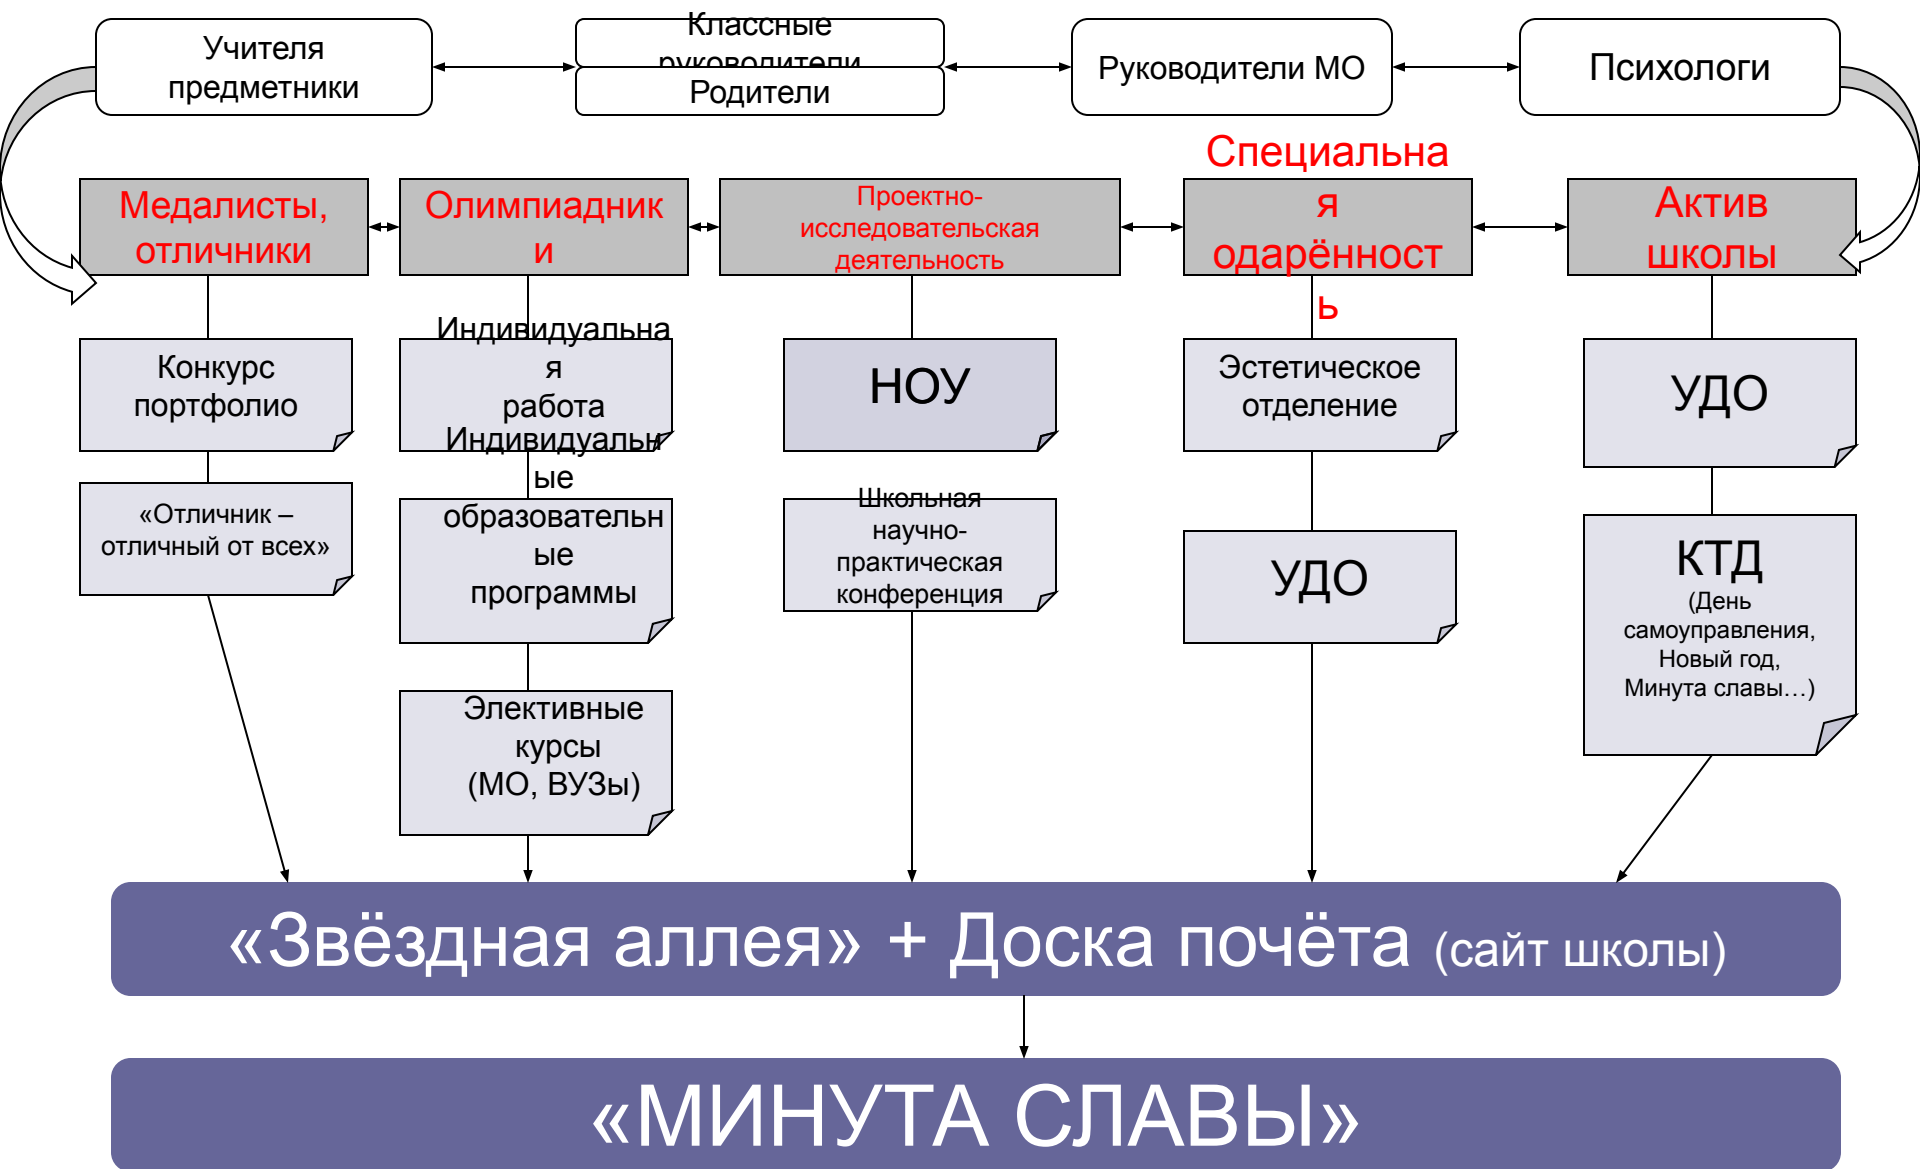 Учителя
предметники
Классные
руководители
Родители
Руководители МО
Психологи
Медалисты,
отличники
Олимпиадник
и
Проектно-
исследовательская
деятельность
Специальна
я
одарённост
ь
Актив
школы
Конкурс
портфолио
«Отличник –
отличный от всех»
Индивидуальна
я
работа
Индивидуальн
ые
образовательн
ые
программы
Элективные
курсы
(МО, ВУЗы)
НОУ
Школьная
научно-
практическая
конференция
Эстетическое
отделение
УДО
УДО
КТД
(День
самоуправления,
Новый год,
Минута славы…)
«Звёздная аллея» + Доска почёта (сайт школы)
«МИНУТА СЛАВЫ»